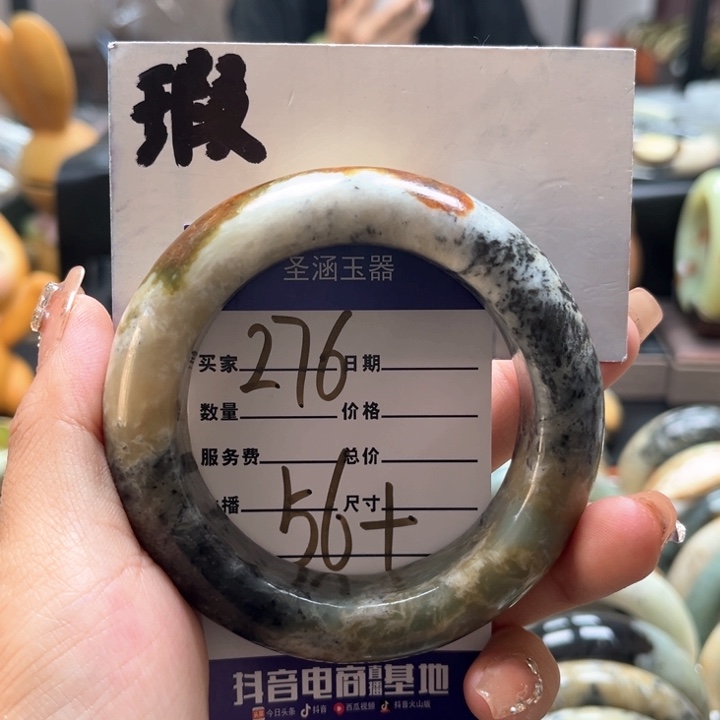 瑕
圣涵玉器
买家 276 日期
数量 价格
服务费 总价
播 56+ 尺寸
抖音电商直播基地
今日头条 抖音 西瓜视频 抖音火山版